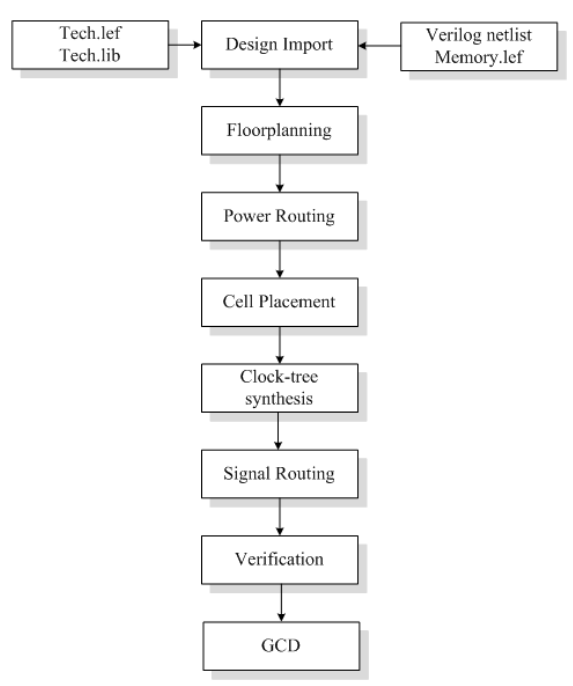 Tech.lef
Tech.lib
Design Import
Verilog netlist
Memory.lef
Floorplanning
Power Routing
Cell Placement
Clock-tree
synthesis
Signal Routing
Verification
GCD